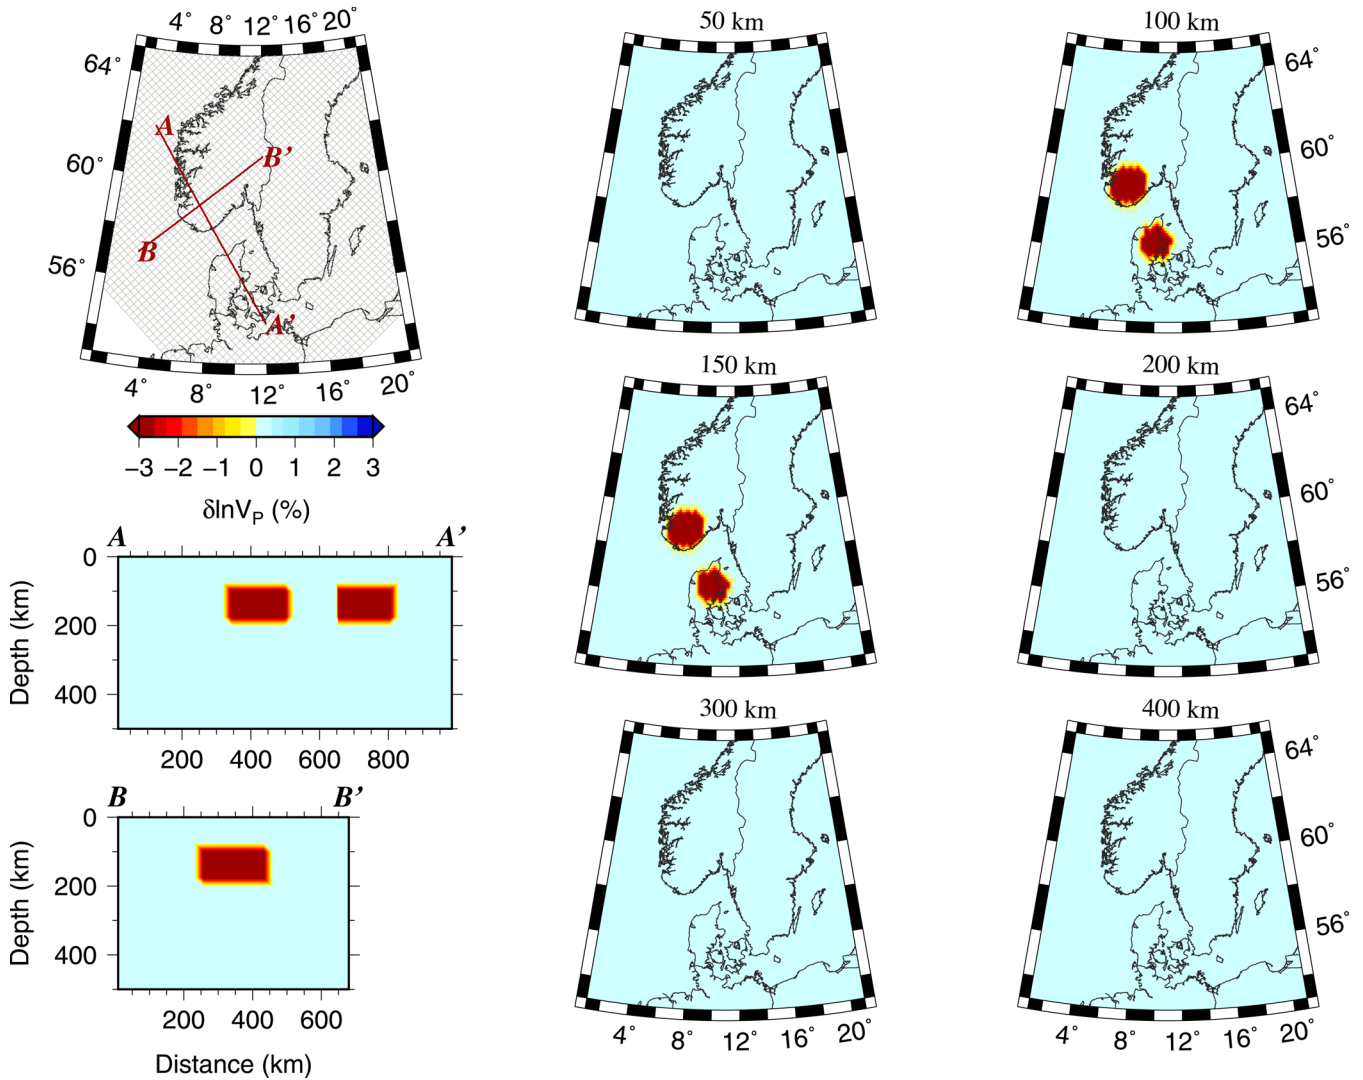 4° 8° 12° 16° 20°
64°
60°
56°
A
B'
B
A'
4° 8° 12° 16° 20°
−3 −2 −1 0 1 2 3
δlnVP (%)
A A'
0
200
400
Depth (km)
200 400 600 800
B B'
0
200
400
Depth (km)
200 400 600
Distance (km)
50 km
100 km
64°
60°
56°
150 km
200 km
64°
60°
56°
300 km
400 km
64°
60°
56°
4° 8° 12° 16° 20°
4° 8° 12° 16° 20°